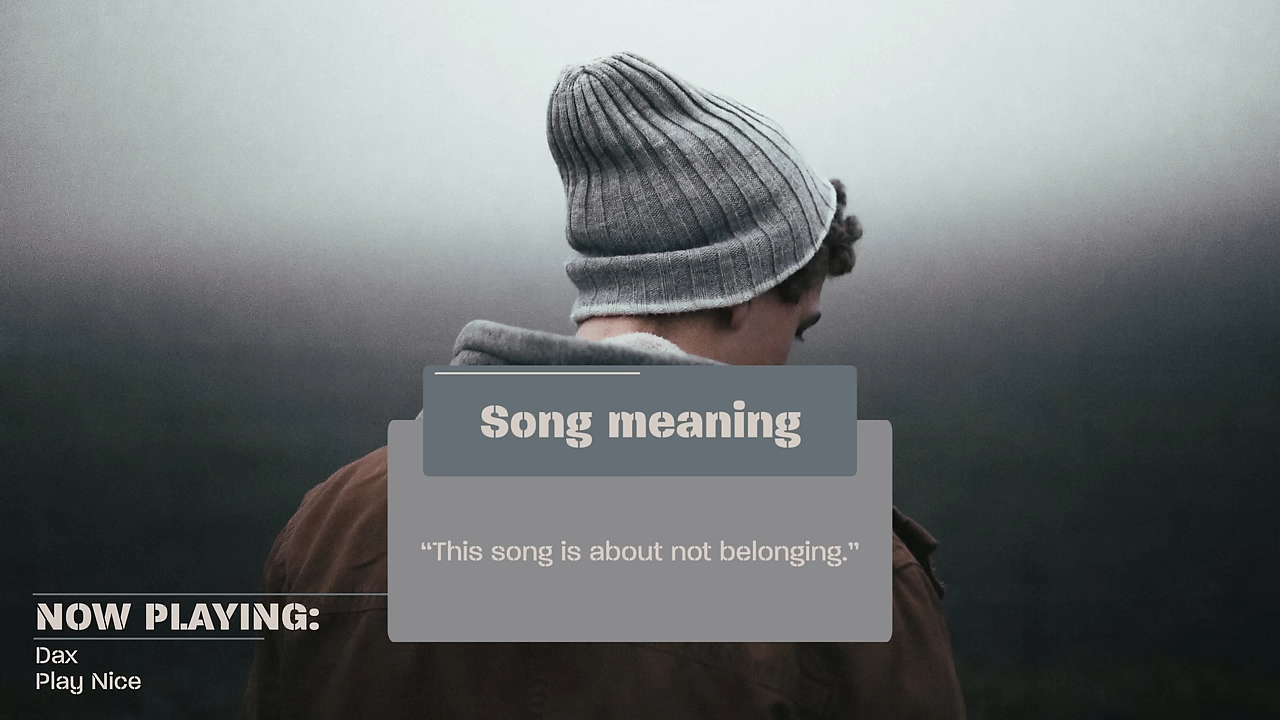 Song meaning
“This song is about not belonging.”
NOW PLAYING:
Dax
Play Nice